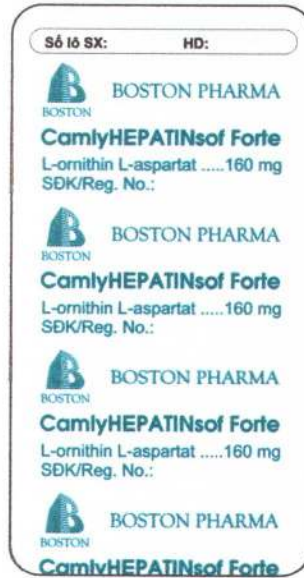 Số lô SX: HD:
BOSTON PHARMA
BOSTON
CamlyHEPATINsof Forte
L-ornithin L-aspartat .....160 mg
SĐK/Reg. No.:
BOSTON PHARMA
BOSTON
CamlyHEPATINsof Forte
L-ornithin L-aspartat .....160 mg
SĐK/Reg. No.:
BOSTON PHARMA
BOSTON
CamlyHEPATINsof Forte
L-ornithin L-aspartat .....160 mg
SĐK/Reg. No.:
BOSTON PHARMA
BOSTON
CamlyHEPATINsof Forte